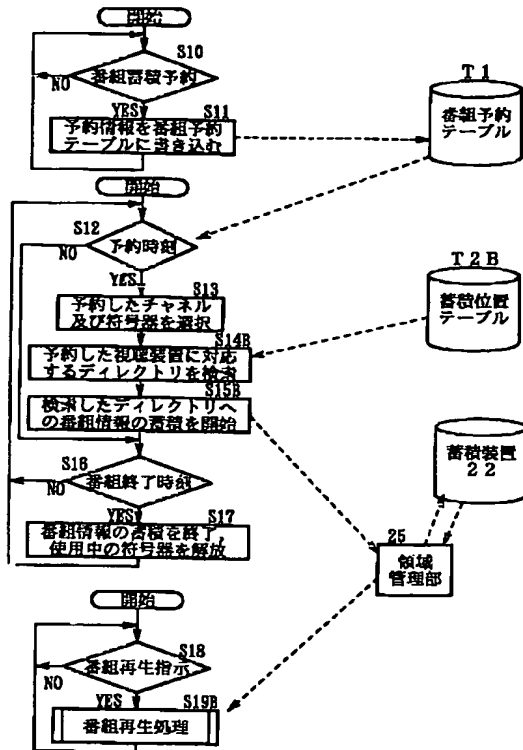 開始
S10
番組蓄積予約
NO
YES
S11
予約情報を番組予約
テーブルに書き込む
T1
番組予約
テーブル
開始
S12
予約時刻
NO
YES
S13
予約したチャネル
及び符号器を選択
S14B
予約した視聴装置に対応
するディレクトリを検索
S15B
検索したディレクトリへ
の番組情報の蓄積を開始
T2B
蓄積位置
テーブル
S16
番組終了時刻
NO
YES
S17
番組情報の蓄積を終了,
使用中の符号器を解放
蓄積装置
22
25
領域
管理部
開始
S18
番組再生指示
NO
YES
S19B
番組再生処理